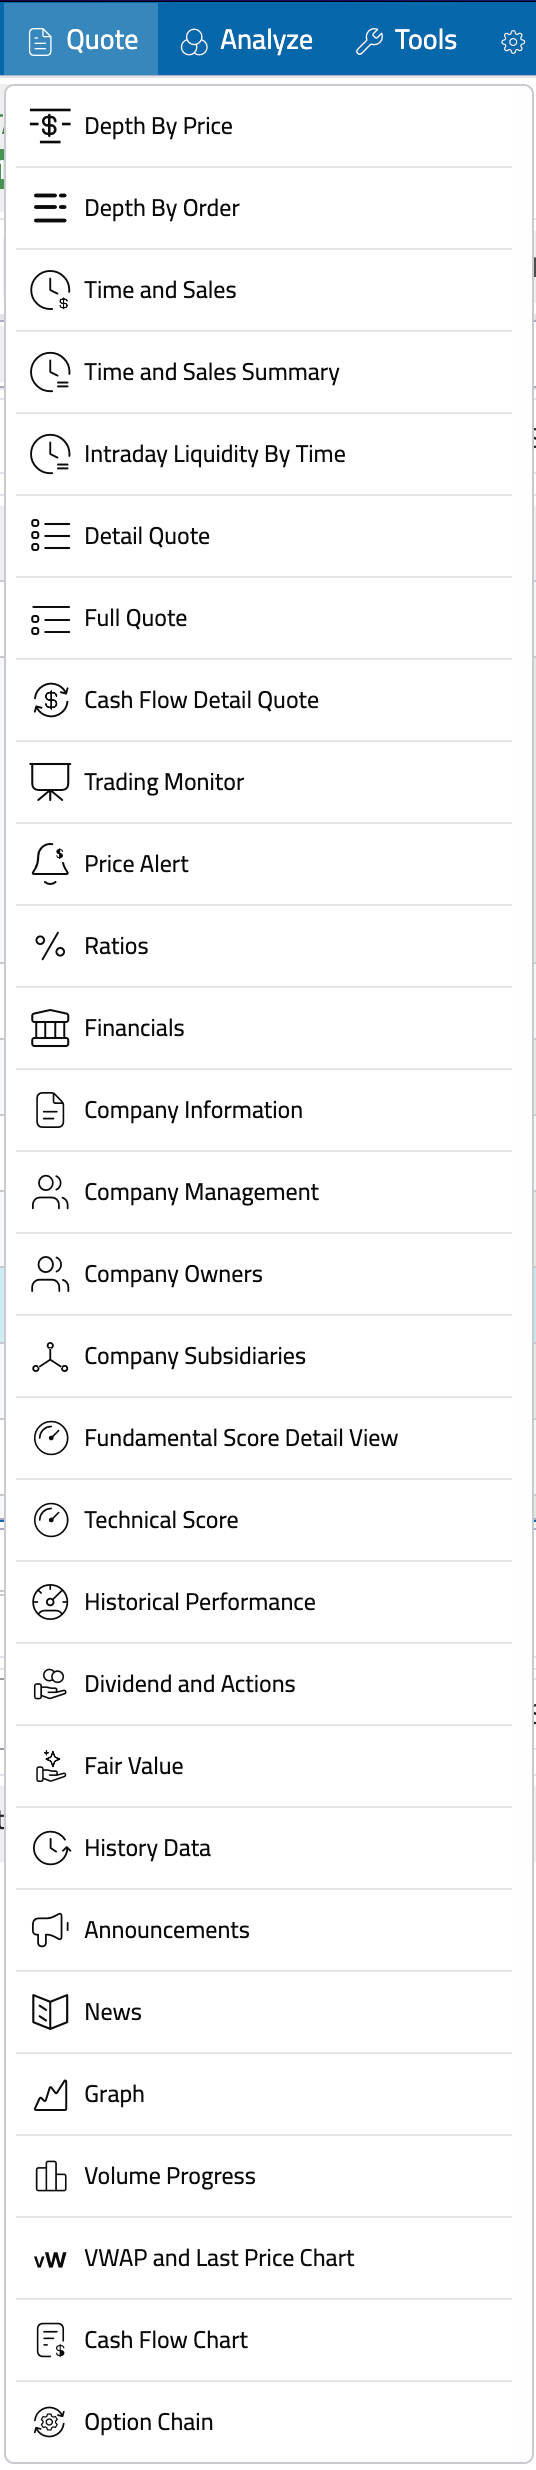 Quote Analyze Tools
Depth By Price
Depth By Order
Time and Sales
Time and Sales Summary
Intraday Liquidity By Time
Detail Quote
Full Quote
Cash Flow Detail Quote
Trading Monitor
Price Alert
Ratios
Financials
Company Information
Company Management
Company Owners
Company Subsidiaries
Fundamental Score Detail View
Technical Score
Historical Performance
Dividend and Actions
Fair Value
History Data
Announcements
News
Graph
Volume Progress
vW VWAP and Last Price Chart
Cash Flow Chart
Option Chain